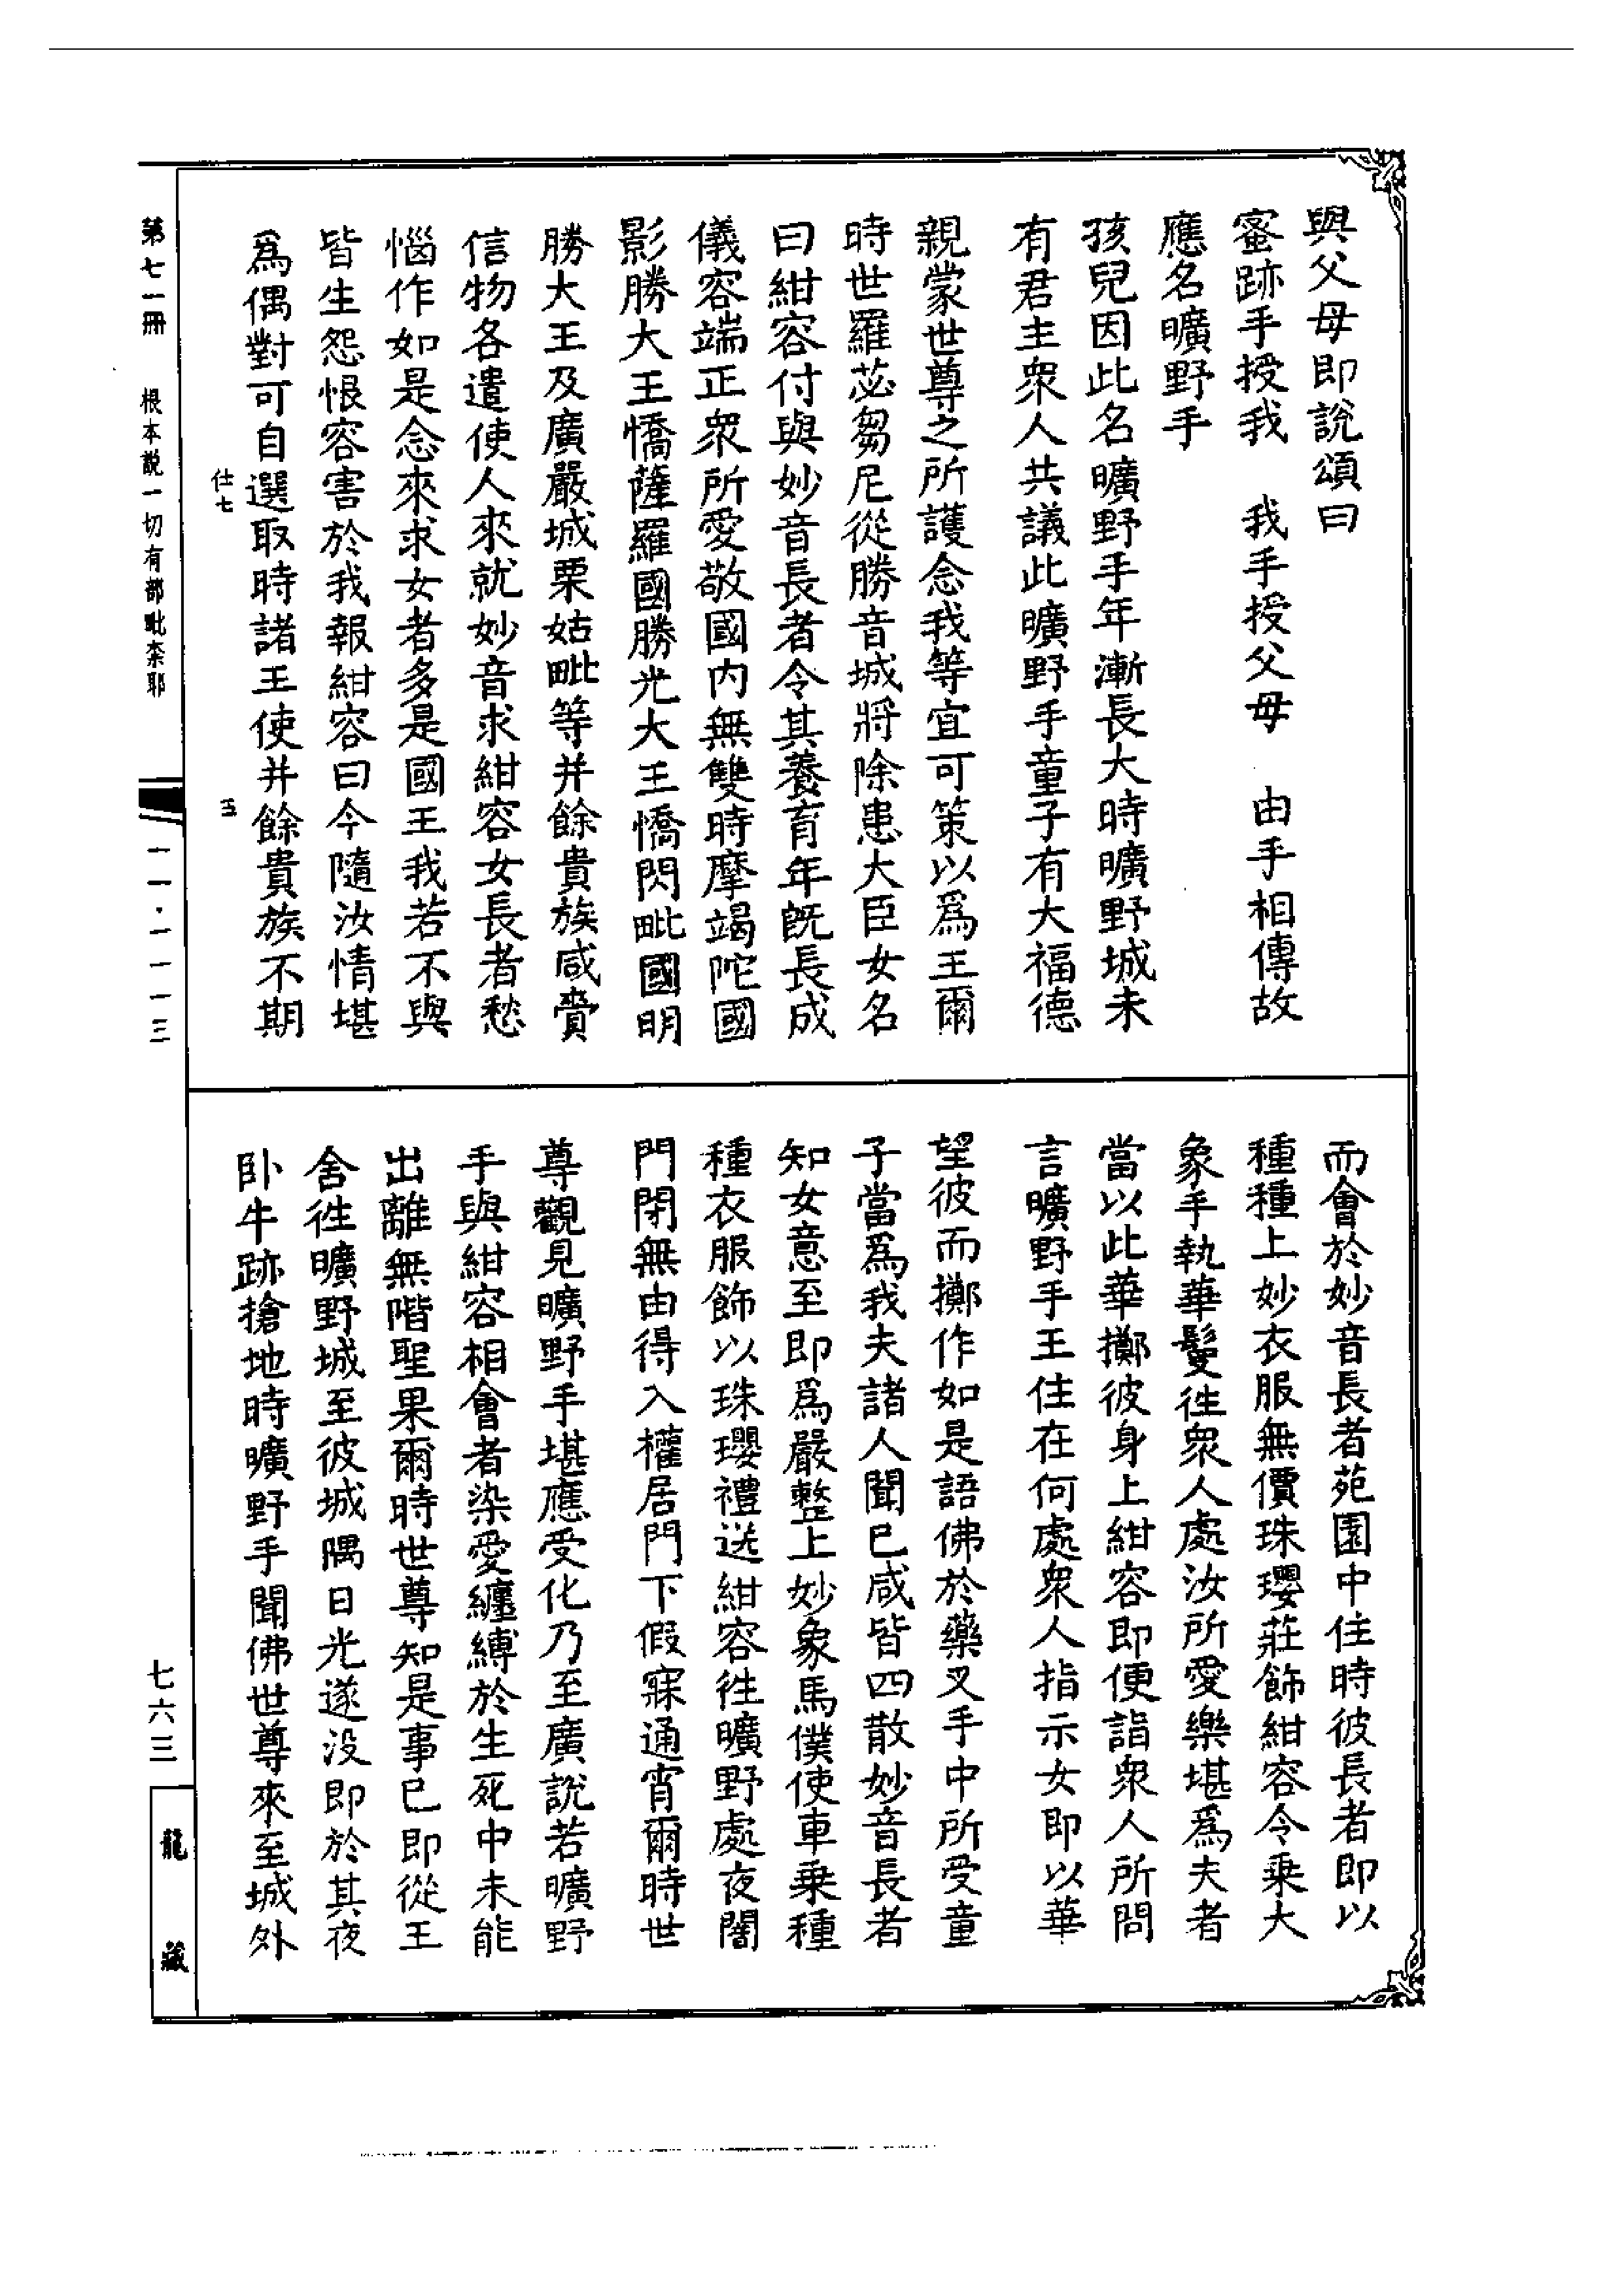 與父母即說頌曰
蜜跡手授我　我手授父母　由手相傳故
應名曠野手
孩兒因此名曠野手年漸長大時曠野城未
有君主眾人共議此曠野手童子有大福德
親蒙世尊之所護念我等宜可策以為王爾
時世羅苾芻尼從勝音城將除患大臣女名
曰紺容付與妙音長者令其養育年既長成
儀容端正眾所愛敬國内無雙時摩竭陀國
影勝大王憍薩羅國勝光大王憍閃毗國明
勝大王及廣嚴城栗姑毗等并餘貴族咸賫
信物各遣使人來就妙音求紺容女長者愁
惱作如是念來求女者多是國王我若不與
皆生怨恨容害於我報紺容曰今隨汝情堪
為偶對可自選取時諸王使并餘貴族不期
而會於妙音長者苑園中住時彼長者即以
種種上妙衣服無價珠瓔莊飾紺容令乘大
象手執華鬘往眾人處汝所愛樂堪為夫者
當以此華擲彼身上紺容即便詣眾人所問
言曠野手王住在何處眾人指示女即以華
望彼而擲作如是語佛於藥叉手中所受童
子當為我夫諸人聞已咸皆四散妙音長者
知女意至即為嚴整上妙象馬僕使車乘種
種衣服飾以珠瓔禮送紺容往曠野處夜闇
門閉無由得入權居門下假寐通宵爾時世
尊觀見曠野手堪應受化乃至廣說若曠野
手與紺容相會者染愛纏縛於生死中未能
出離無階聖果爾時世尊知是事已即從王
舍往曠野城至彼城隅日光遂没即於其夜
卧牛跡搶地時曠野手聞佛世尊來至城外
仕七
五
第七一冊　根本說一切有部毗柰耶
一一·一一一三
七六三
龍藏